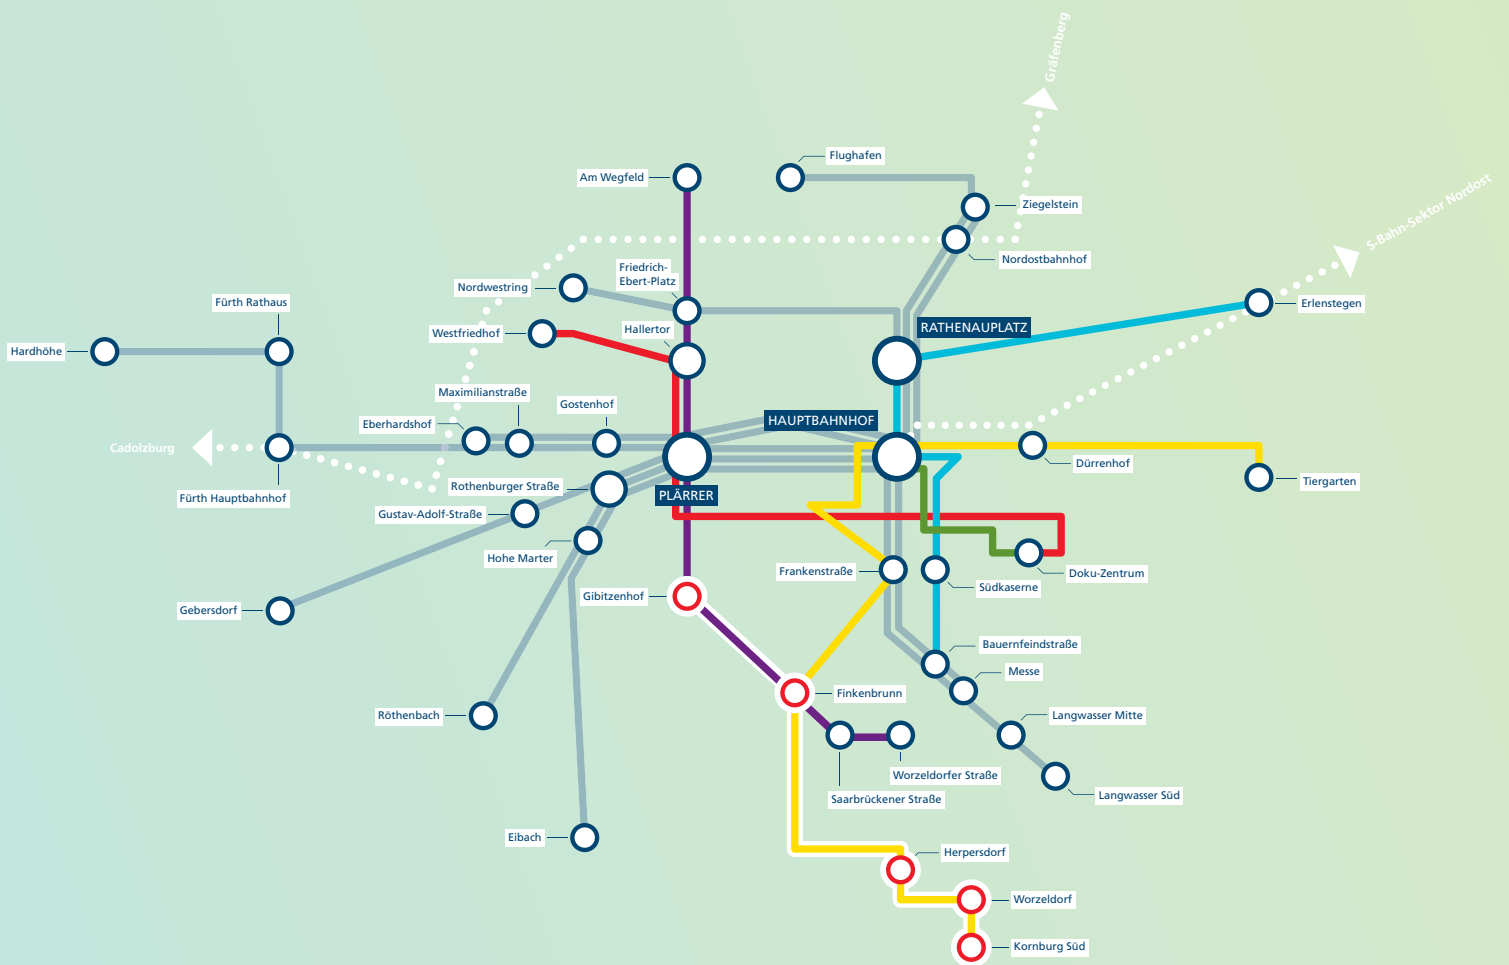 Gräfenberg
Flughafen
Am Wegfeld
S-Bahn-Sektor Nordost
Ziegelstein
Nordostbahnhof
Friedrich-
Ebert-Platz
Nordwestring
Fürth Rathaus
Erlenstegen
Hallertor
RATHENAUPLATZ
Westfriedhof
Hardhöhe
Maximilianstraße
Gostenhof
Eberhardshof
HAUPTBAHNHOF
Cadolzburg
Dürrenhof
Tiergarten
Rothenburger Straße
Fürth Hauptbahnhof
PLÄRRER
Gustav-Adolf-Straße
Hohe Marter
Frankenstraße
Doku-Zentrum
Südkaserne
Gibitzenhof
Gebersdorf
Bauernfeindstraße
Messe
Finkenbrunn
Röthenbach
Langwasser Mitte
Worzeldorfer Straße
Langwasser Süd
Saarbrückener Straße
Eibach
Herpersdorf
Worzeldorf
Kornburg Süd